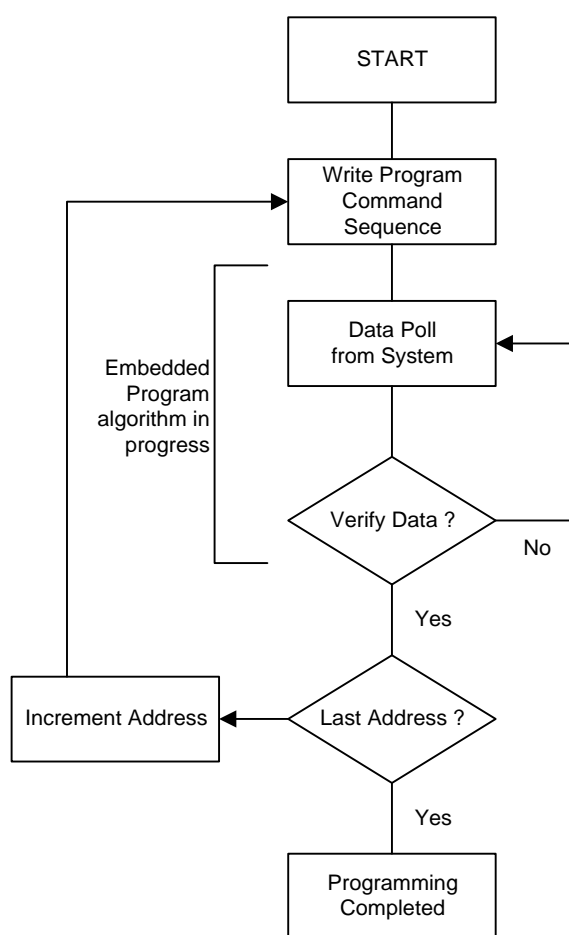 START
Write Program
Command
Sequence
Data Poll
from System
Embedded
Program
algorithm in
progress
Verify Data ?
No
Yes
Increment Address
Last Address ?
Yes
Programming
Completed